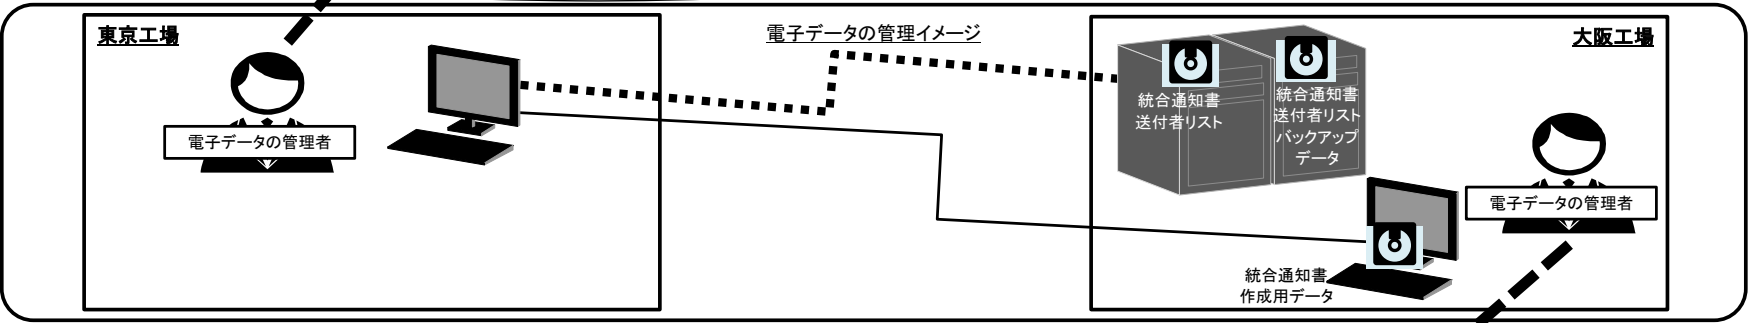 東京工場
電子データの管理者
電子データの管理イメージ
大阪工場
統合通知書
送付者リスト
統合通知書
送付者リスト
バックアップ
データ
電子データの管理者
統合通知書
作成用データ